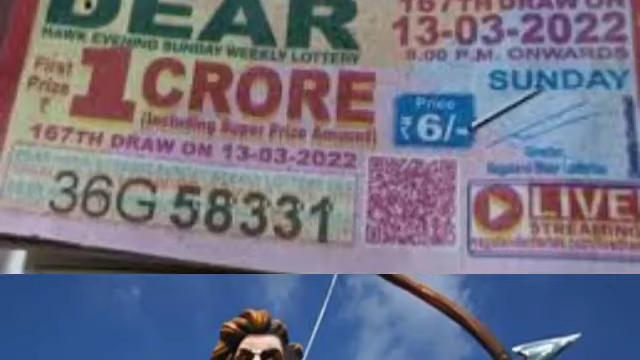 DEAR
HAWK EVENING SUNDAY WEEKLY LOTTERY
First Prize ₹ 1 CRORE
(Including Super Prize Amount)
167TH DRAW ON 13-03-2022
36G 58331
167TH DRAW ON
13-03-2022
8.00 P.M. ONWARDS
SUNDAY
Price
₹6/-
LIVE
STREAMING